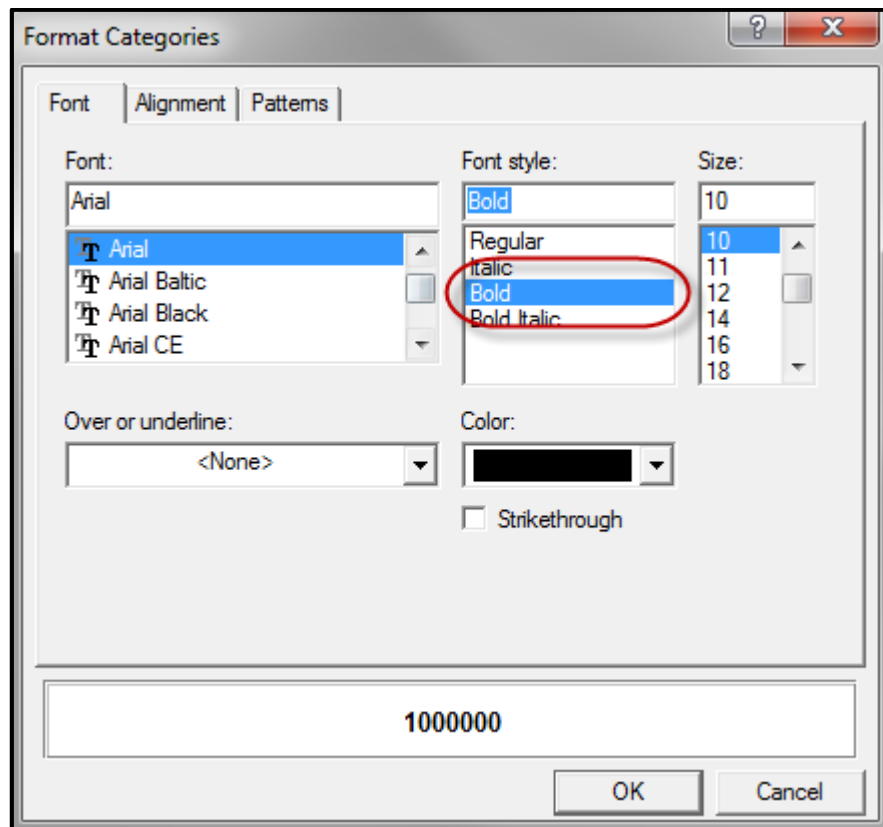 Format Categories
Font Alignment Patterns
Font: Font style: Size:
Arial Bold 10
Arial
Arial Baltic
Arial Black
Arial CE
Regular
Italic
Bold
Bold Italic
10
11
12
14
16
18
Over or underline: Color:
<None>
Strikethrough
1000000
OK Cancel